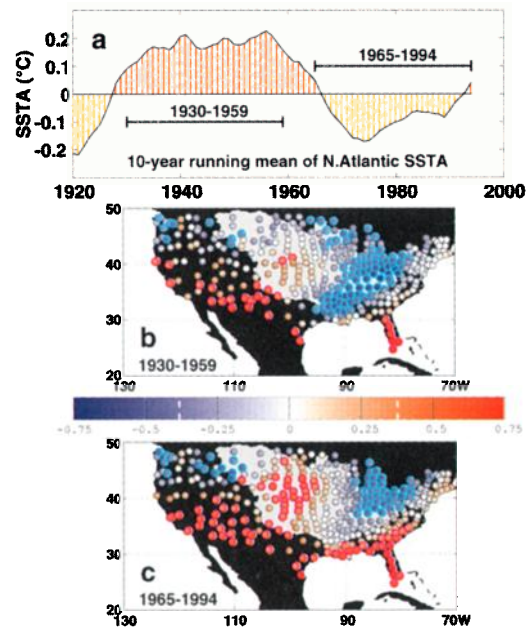 a
SSTA (°C)
0.2
0.1
0
-0.1
-0.2
1965-1994
1930-1959
10-year running mean of N.Atlantic SSTA
1920 1940 1960 1980 2000
50
40
30
20
b
1930-1959
130 110 90 70W
-0.75 -0.5 -0.25 0 0.25 0.5 0.75
50
40
30
20
c
1965-1994
130 110 90 70W